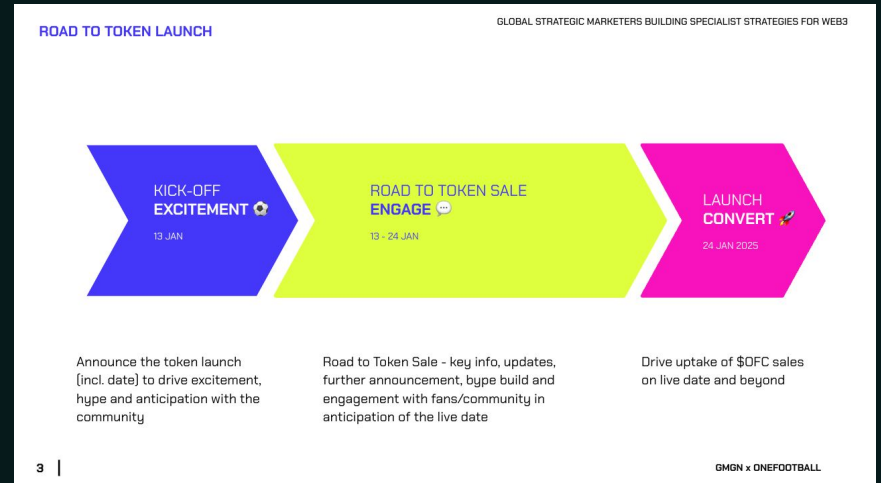 ROAD TO TOKEN LAUNCH
GLOBAL STRATEGIC MARKETERS BUILDING SPECIALIST STRATEGIES FOR WEB3
KICK-OFF
EXCITEMENT ⚽
13 JAN
ROAD TO TOKEN SALE
ENGAGE 💬
13 - 24 JAN
LAUNCH
CONVERT 🚀
24 JAN 2025
Announce the token launch
(incl. date) to drive excitement,
hype and anticipation with the
community
Road to Token Sale - key info, updates,
further announcement, bype build and
engagement with fans/community in
anticipation of the live date
Drive uptake of $OFC sales
on live date and beyond
3 |
GMGN x ONEFOOTBALL